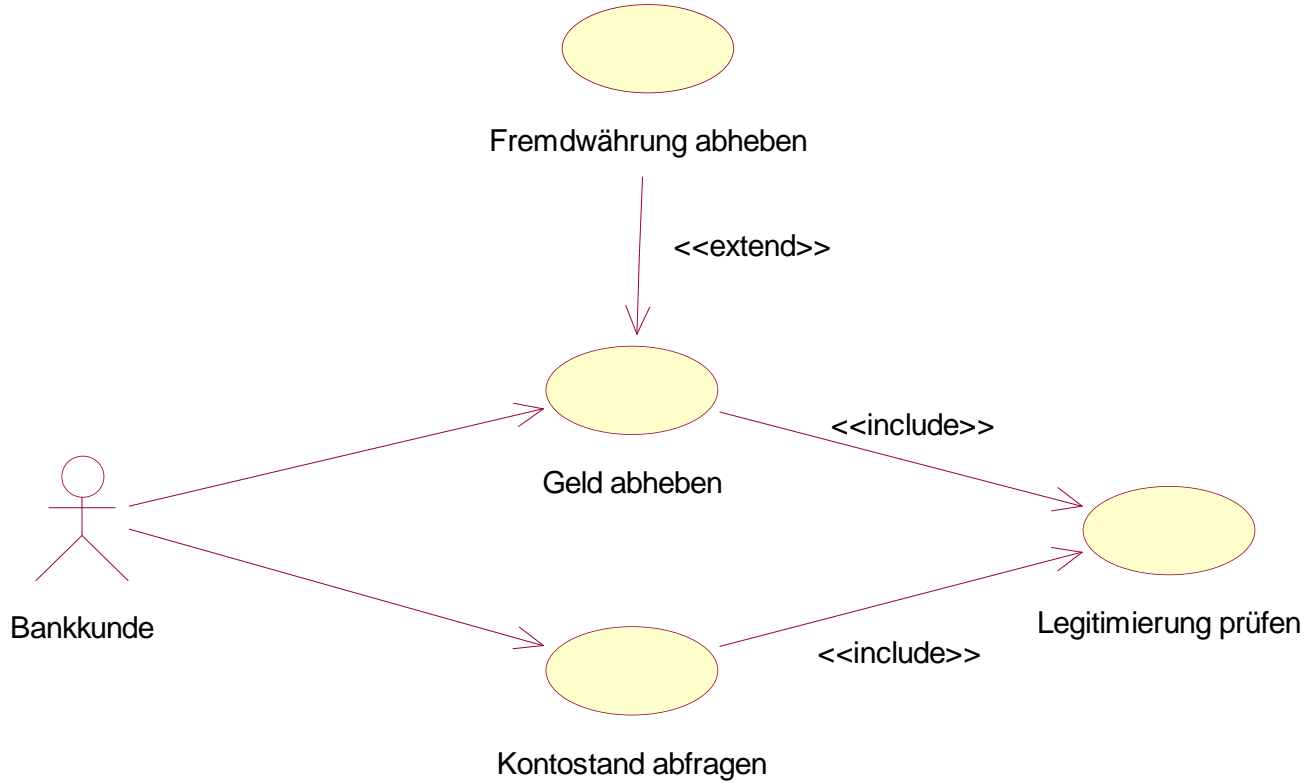 Fremdwährung abheben
<<extend>>
<<include>>
Geld abheben
Bankkunde
Legitimierung prüfen
<<include>>
Kontostand abfragen